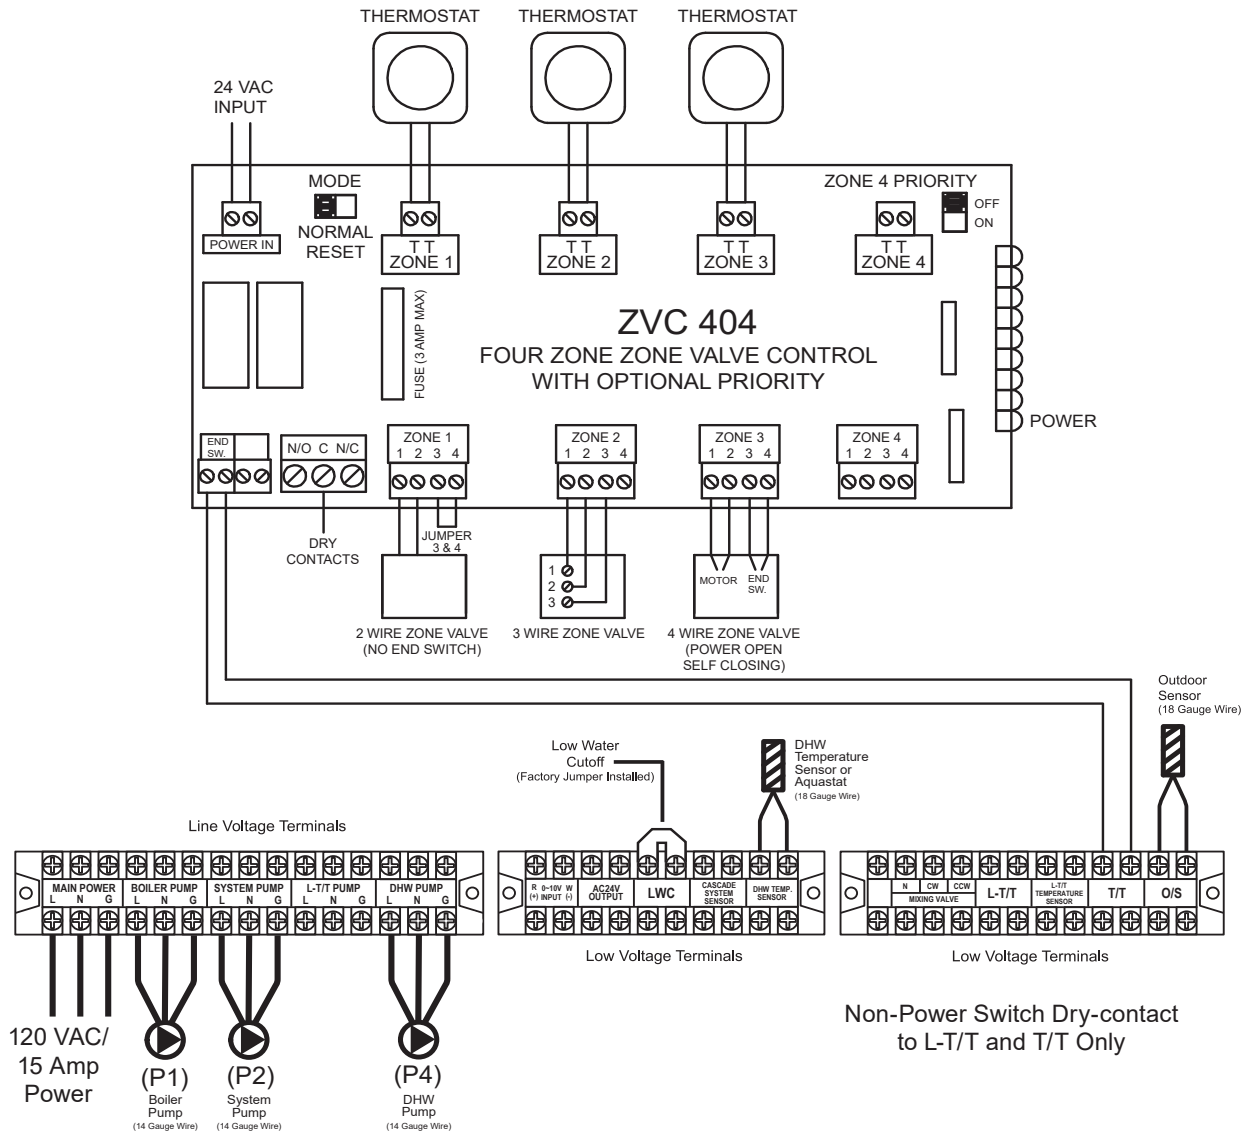 THERMOSTAT THERMOSTAT THERMOSTAT
24 VAC
INPUT
MODE
NORMAL
RESET
ZONE 4 PRIORITY
OFF
ON
POWER IN
T T
ZONE 1
T T
ZONE 2
T T
ZONE 3
T T
ZONE 4
FUSE (3 AMP MAX)
ZVC 404
FOUR ZONE ZONE VALVE CONTROL
WITH OPTIONAL PRIORITY
POWER
END
SW.
N/O C N/C
ZONE 1
1 2 3 4
ZONE 2
1 2 3 4
ZONE 3
1 2 3 4
ZONE 4
1 2 3 4
DRY
CONTACTS
JUMPER
3 & 4
1
2
3
MOTOR
END
SW.
2 WIRE ZONE VALVE
(NO END SWITCH)
3 WIRE ZONE VALVE
4 WIRE ZONE VALVE
(POWER OPEN
SELF CLOSING)
Outdoor
Sensor
(18 Gauge Wire)
Low Water
Cutoff
(Factory Jumper Installed)
DHW
Temperature
Sensor or
Aquastat
(18 Gauge Wire)
Line Voltage Terminals
MAIN POWER
L N G
BOILER PUMP
L N G
SYSTEM PUMP
L N G
L-T/T PUMP
L N G
DHW PUMP
L N G
R 0~10V W
(+) INPUT (-)
AC24V
OUTPUT
LWC
CASCADE
SYSTEM
SENSOR
DHW TEMP.
SENSOR
N CW CCW
MIXING VALVE
L-T/T
L-T/T
TEMPERATURE
SENSOR
T/T
O/S
Low Voltage Terminals
Low Voltage Terminals
120 VAC/
15 Amp
Power
(P1)
Boiler
Pump
(14 Gauge Wire)
(P2)
System
Pump
(14 Gauge Wire)
(P4)
DHW
Pump
(14 Gauge Wire)
Non-Power Switch Dry-contact
to L-T/T and T/T Only